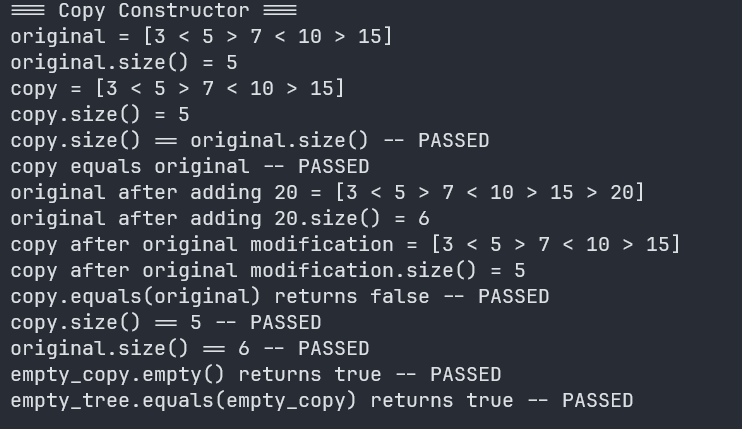 === Copy Constructor ===
original = [3 < 5 > 7 < 10 > 15]
original.size() = 5
copy = [3 < 5 > 7 < 10 > 15]
copy.size() = 5
copy.size() == original.size() -- PASSED
copy equals original -- PASSED
original after adding 20 = [3 < 5 > 7 < 10 > 15 > 20]
original after adding 20.size() = 6
copy after original modification = [3 < 5 > 7 < 10 > 15]
copy after original modification.size() = 5
copy.equals(original) returns false -- PASSED
copy.size() == 5 -- PASSED
original.size() == 6 -- PASSED
empty_copy.empty() returns true -- PASSED
empty_tree.equals(empty_copy) returns true -- PASSED